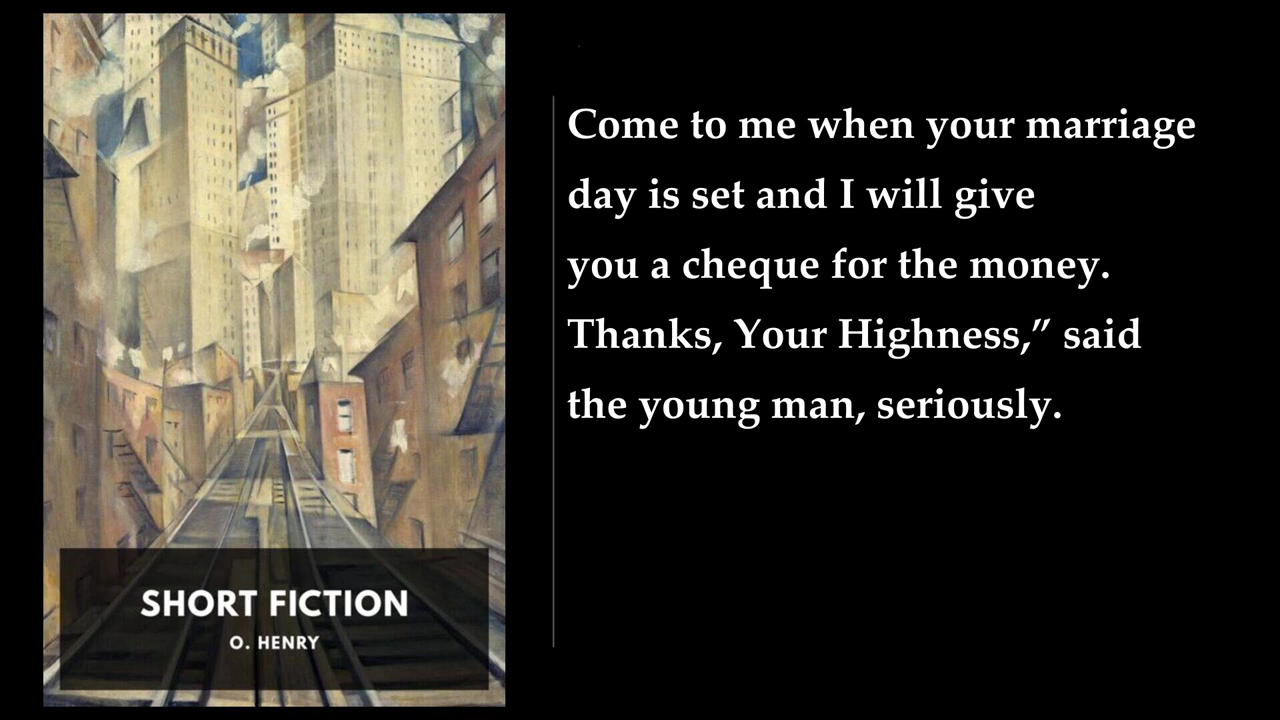 SHORT FICTION
O. HENRY
Come to me when your marriage
day is set and I will give
you a cheque for the money.
Thanks, Your Highness,” said
the young man, seriously.